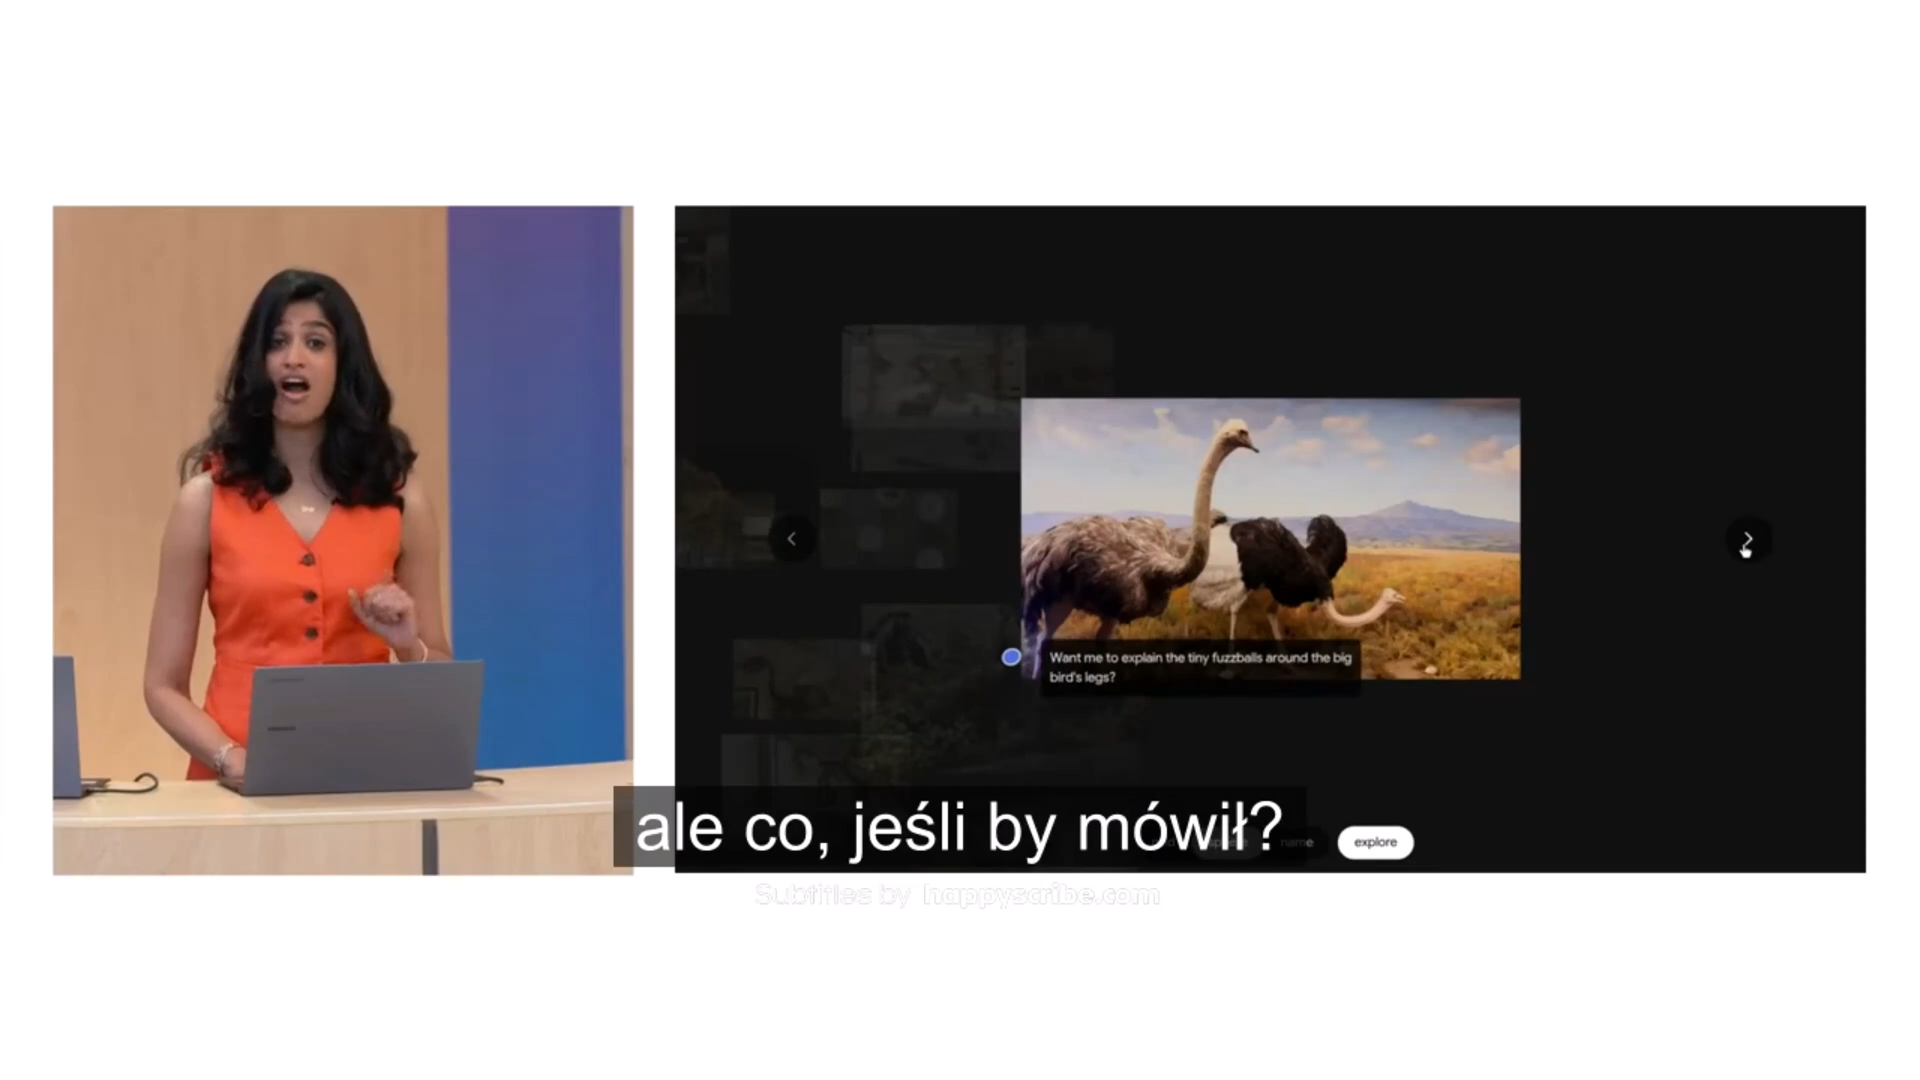 Want me to explain the tiny fuzzballs around the big
bird's legs?
ale co, jeśli by mówił?
name
explore
Subtitles by happyscribe.com